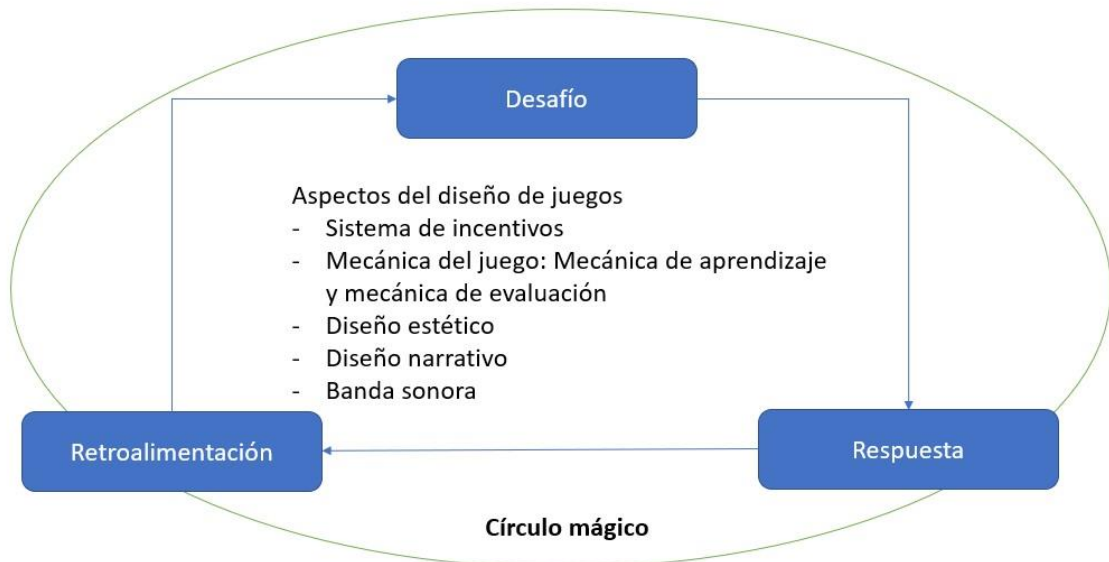 Desafío
Aspectos del diseño de juegos
- Sistema de incentivos
- Mecánica del juego: Mecánica de aprendizaje
y mecánica de evaluación
- Diseño estético
- Diseño narrativo
- Banda sonora
Retroalimentación
Respuesta
Círculo mágico